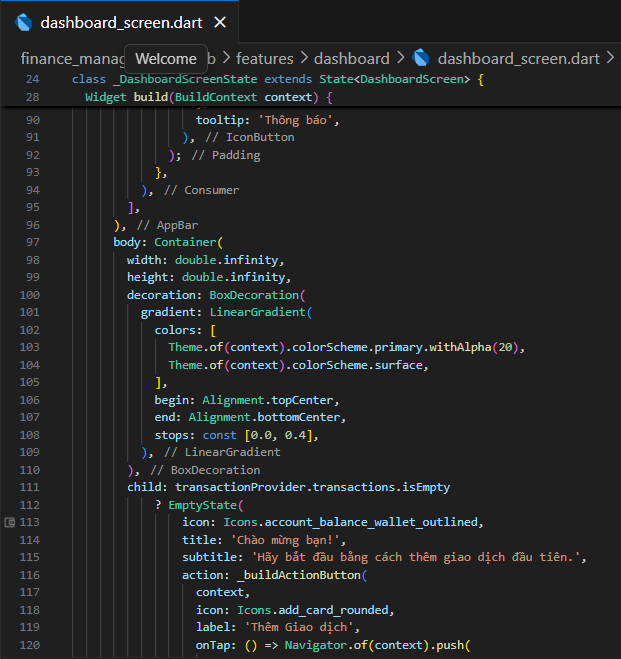 dashboard_screen.dart ×
finance_manag Welcome b > features > dashboard > dashboard_screen.dart >
24 class _DashboardScreenState extends State<DashboardScreen> {
28 Widget build(BuildContext context) {
90 tooltip: 'Thông báo',
91 ), // IconButton
92 ); // Padding
93 },
94 ), // Consumer
95 ],
96 ), // AppBar
97 body: Container(
98 width: double.infinity,
99 height: double.infinity,
100 decoration: BoxDecoration(
101 gradient: LinearGradient(
102 colors: [
103 Theme.of(context).colorScheme.primary.withAlpha(20),
104 Theme.of(context).colorScheme.surface,
105 ],
106 begin: Alignment.topCenter,
107 end: Alignment.bottomCenter,
108 stops: const [0.0, 0.4],
109 ), // LinearGradient
110 ), // BoxDecoration
111 child: transactionProvider.transactions.isEmpty
112 ? EmptyState(
113 icon: Icons.account_balance_wallet_outlined,
114 title: 'Chào mừng bạn!',
115 subtitle: 'Hãy bắt đầu bằng cách thêm giao dịch đầu tiên.',
116 action: _buildActionButton(
117 context,
118 icon: Icons.add_card_rounded,
119 label: 'Thêm Giao dịch',
120 onTap: () => Navigator.of(context).push(